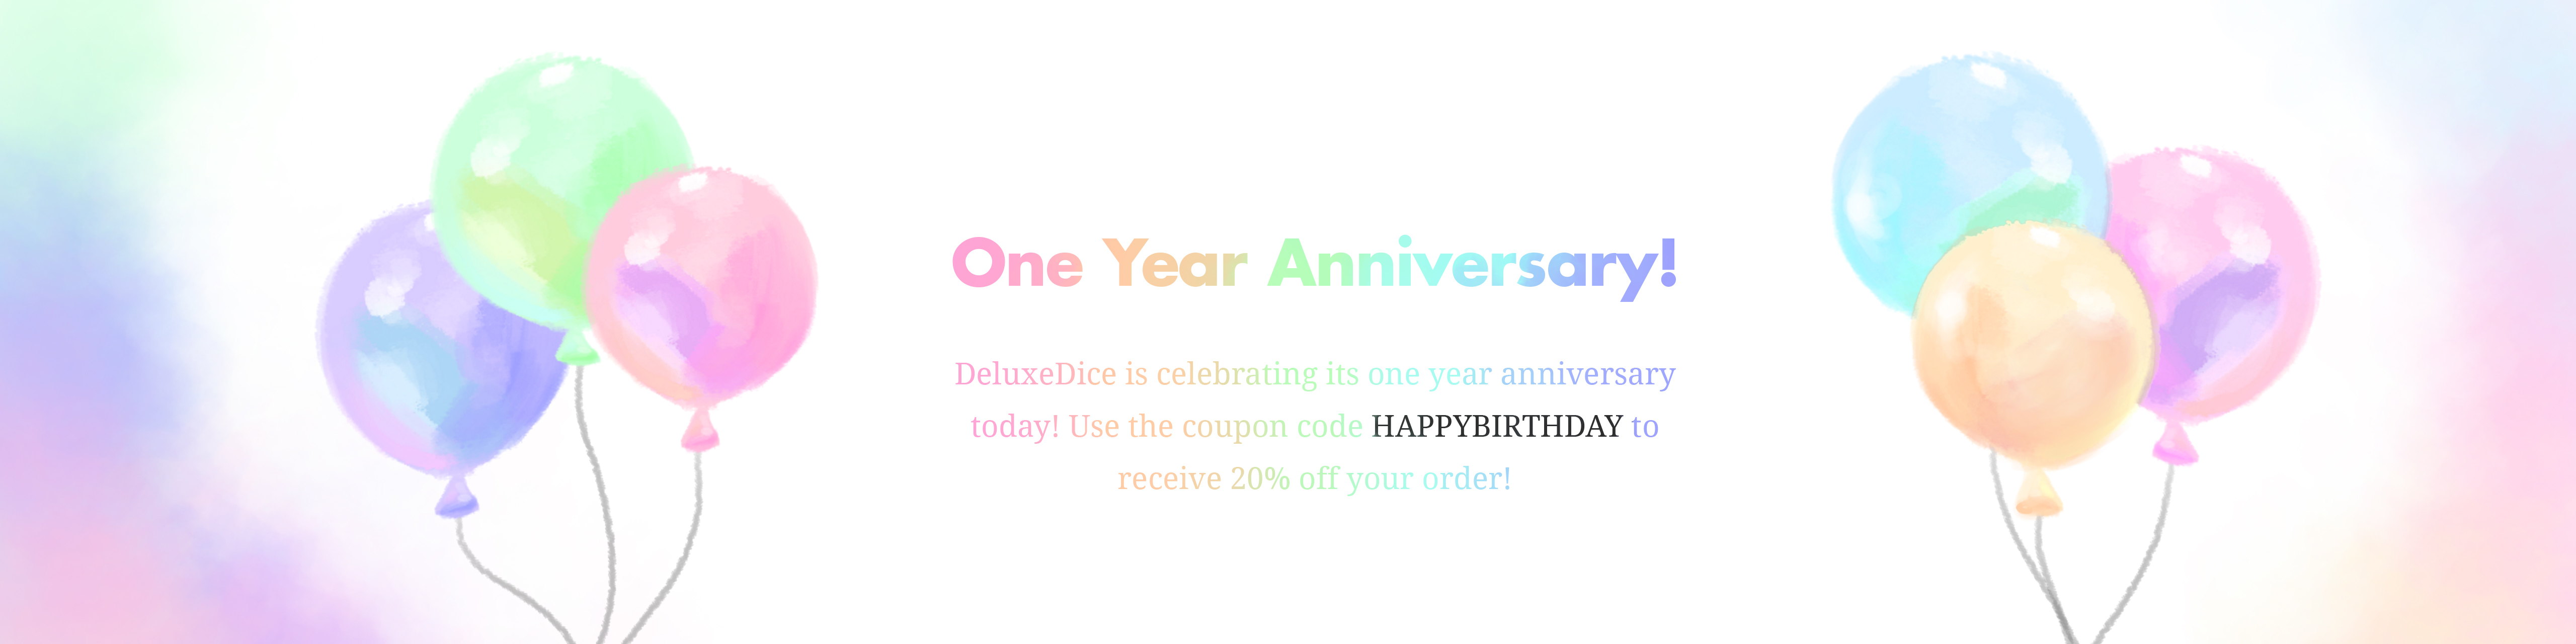 One Year Anniversary!
DeluxeDice is celebrating its one year anniversary
today! Use the coupon code HAPPYBIRTHDAY to
receive 20% off your order!